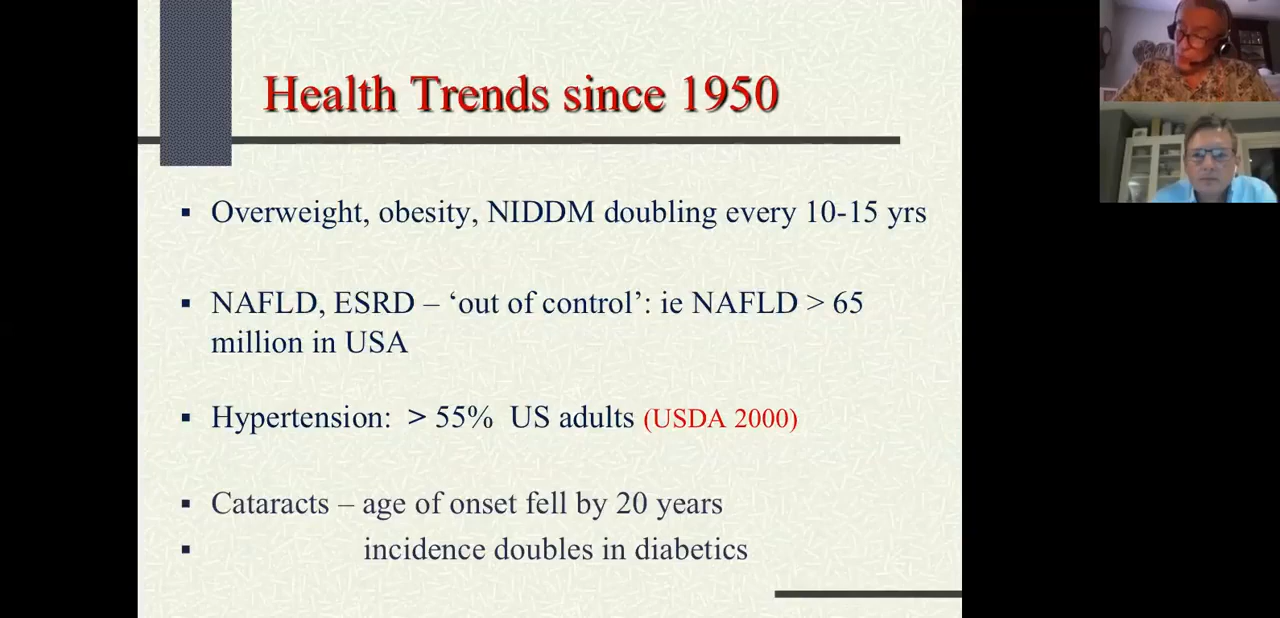 Health Trends since 1950
▪ Overweight, obesity, NIDDM doubling every 10-15 yrs
▪ NAFLD, ESRD – ‘out of control’: ie NAFLD > 65
million in USA
▪ Hypertension: > 55% US adults (USDA 2000)
▪ Cataracts – age of onset fell by 20 years
▪ incidence doubles in diabetics